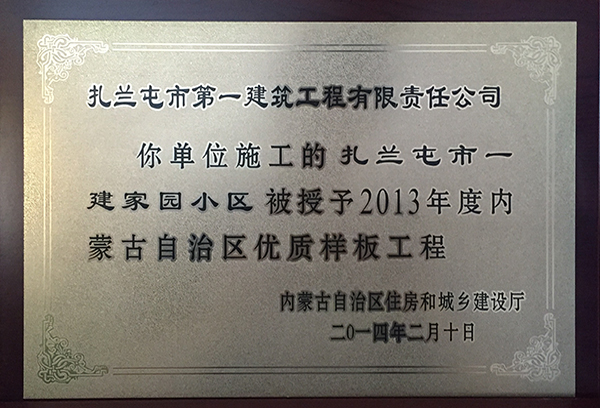 扎兰屯市第一建筑工程有限责任公司
你单位施工的扎兰屯市一
建家园小区被授予2013年度内
蒙古自治区优质样板工程
内蒙古自治区住房和城乡建设厅
二〇一四年二月十日